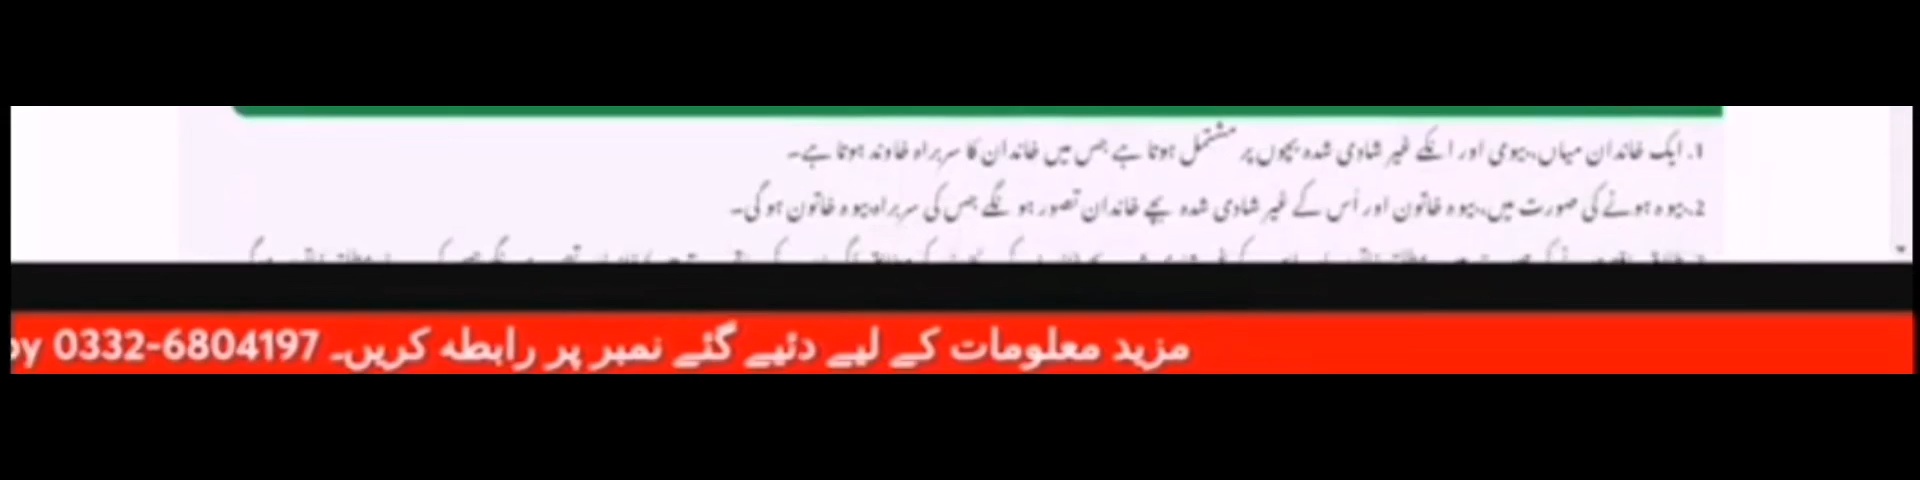 1. ایک خاندان میاں، بیوی اور انکے غیر شادی شدہ بچوں پر مشتمل ہوتا ہے جس میں خاندان کا سربراہ خاوند ہوتا ہے۔
2. بیوہ ہونے کی صورت میں، بیوہ خاتون اور اُس کے غیر شادی شدہ بچے خاندان تصور ہونگے جس کی سربراہ بیوہ خاتون ہو گی۔
مزید معلومات کے لیے دئیے گئے نمبر پر رابطہ کریں۔ 0332-6804197